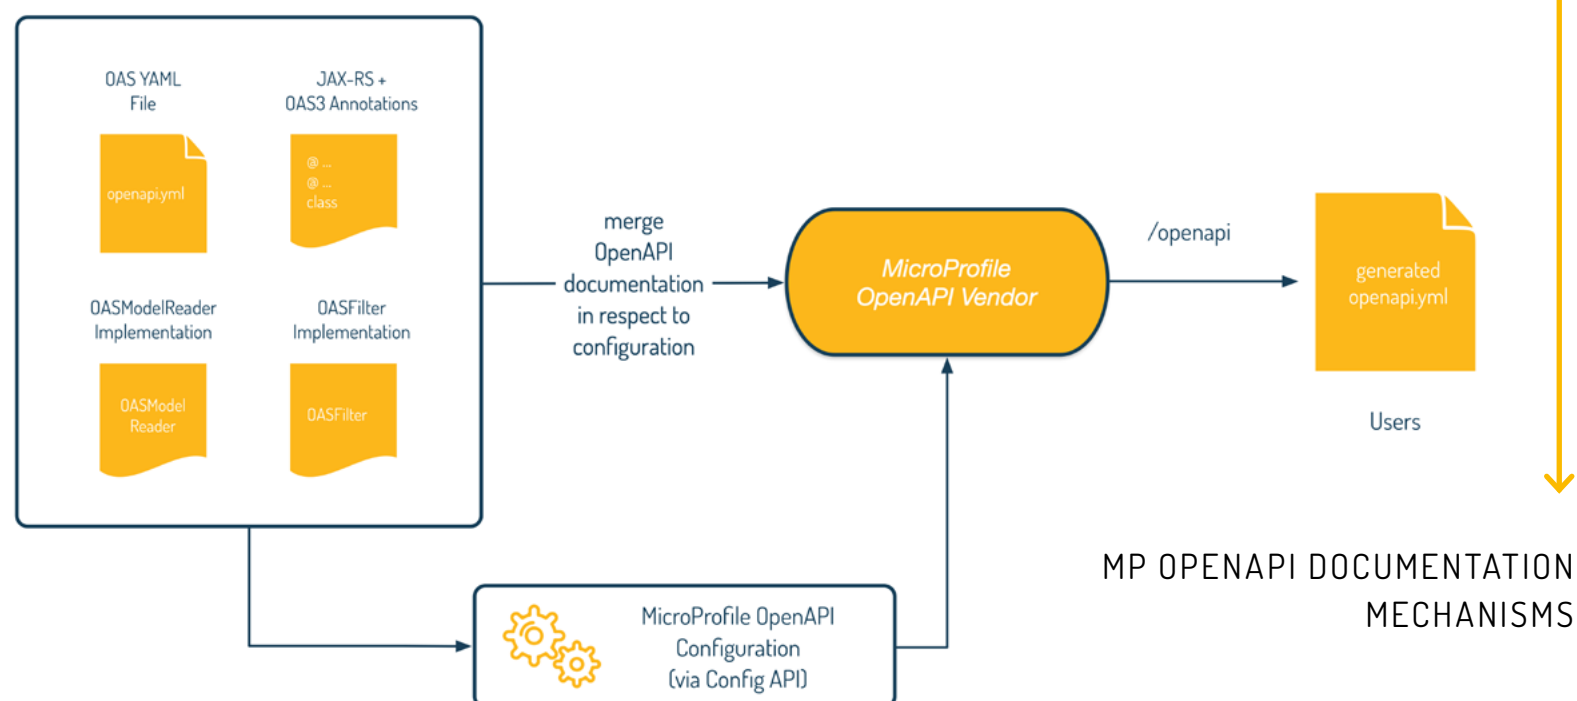 OAS YAML
File
JAX-RS +
OAS3 Annotations
openapi.yml
@ ...
@ ...
class
OASModelReader
Implementation
OASFilter
Implementation
OASModel
Reader
OASFilter
merge
OpenAPI
documentation
in respect to
configuration
MicroProfile
OpenAPI Vendor
/openapi
generated
openapi.yml
Users
MicroProfile OpenAPI
Configuration
(via Config API)
MP OPENAPI DOCUMENTATION
MECHANISMS